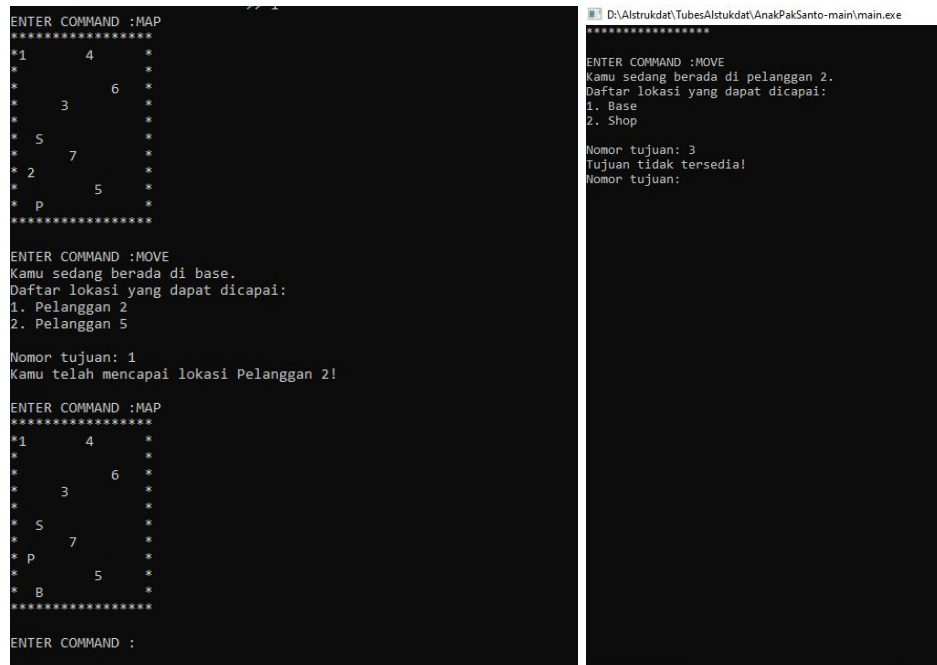 ENTER COMMAND :MAP
*****************
*1       4      *
*               *
*           6   *
*     3         *
*               *
*  S            *
*      7        *
* 2             *
*         5     *
*  P            *
*****************
ENTER COMMAND :MOVE
Kamu sedang berada di base.
Daftar lokasi yang dapat dicapai:
1. Pelanggan 2
2. Pelanggan 5
Nomor tujuan: 1
Kamu telah mencapai lokasi Pelanggan 2!
ENTER COMMAND :MAP
*****************
*1       4      *
*               *
*           6   *
*     3         *
*               *
*  S            *
*      7        *
* P             *
*         5     *
*  B            *
*****************
ENTER COMMAND :
D:\Alstrukdat\TubesAlstukdat\AnakPakSanto-main\main.exe
*****************
ENTER COMMAND :MOVE
Kamu sedang berada di pelanggan 2.
Daftar lokasi yang dapat dicapai:
1. Base
2. Shop
Nomor tujuan: 3
Tujuan tidak tersedia!
Nomor tujuan: